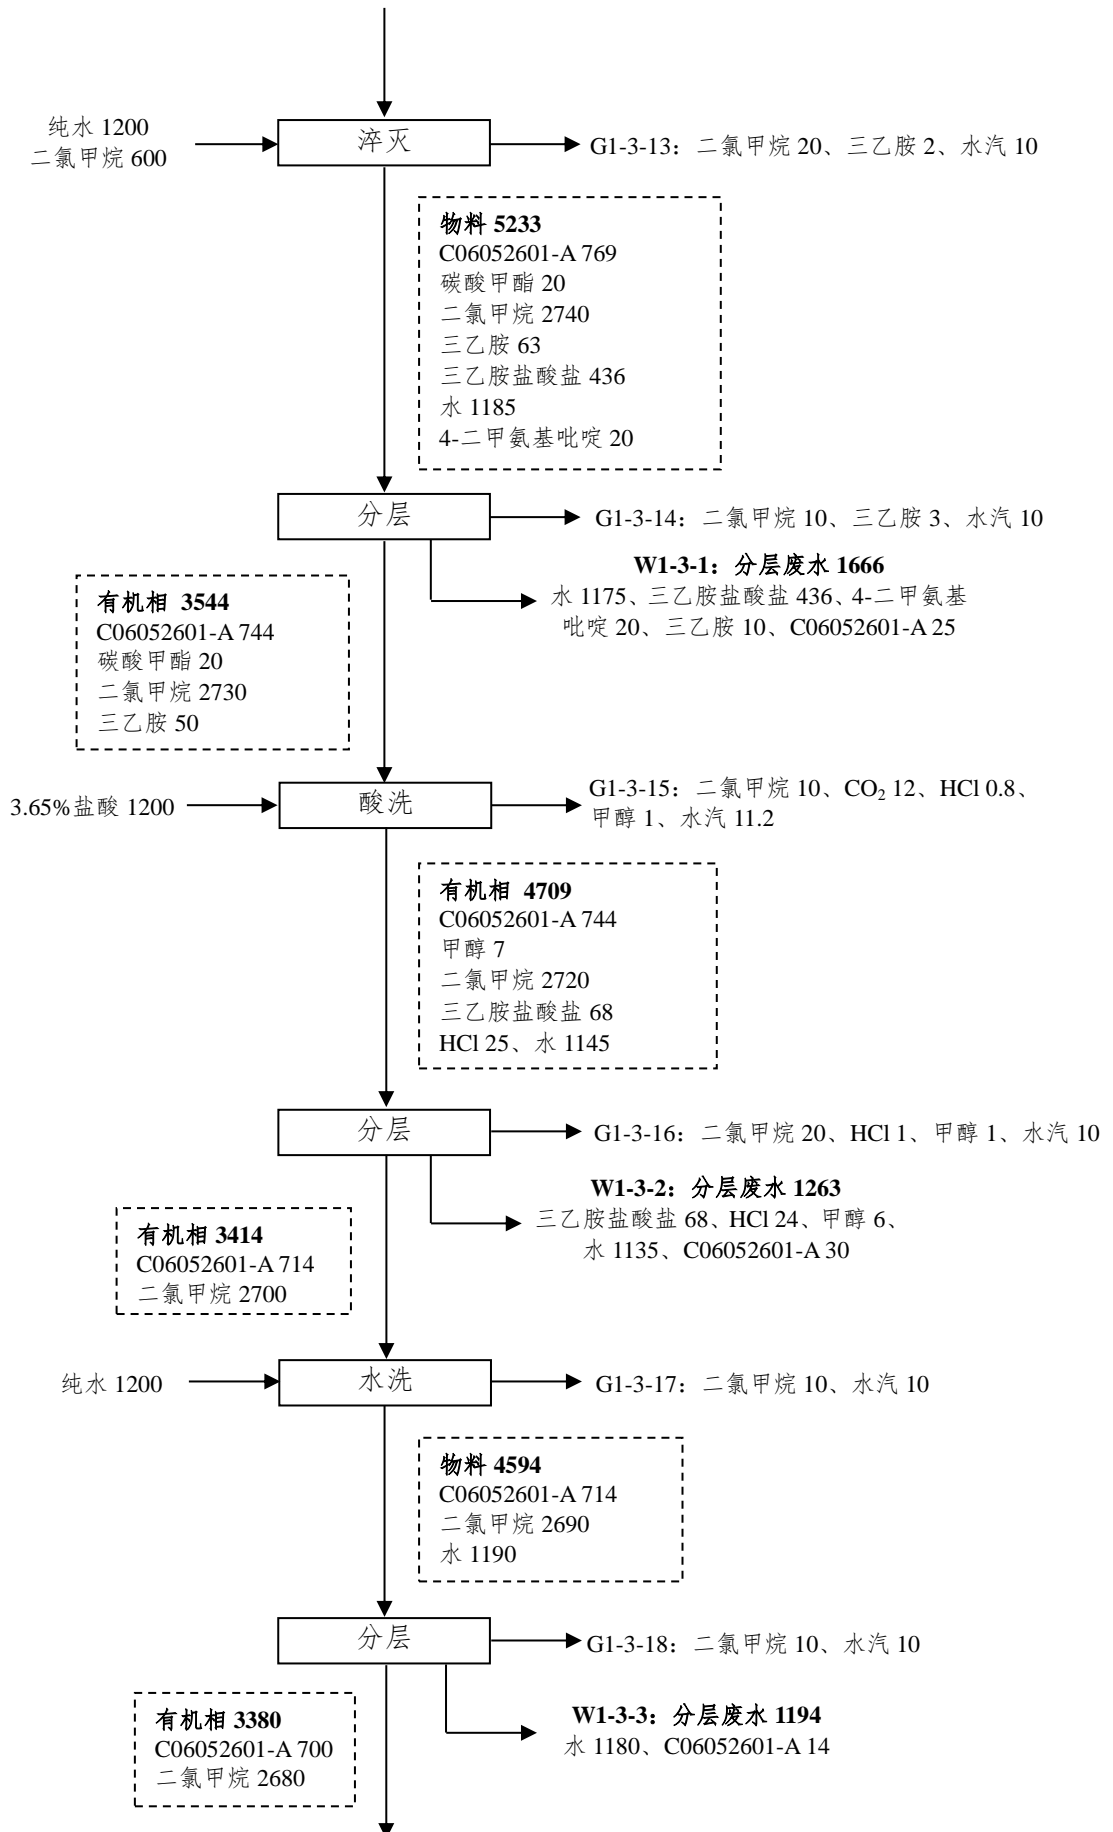 纯水 1200
二氯甲烷 600
淬灭
G1-3-13：二氯甲烷 20、三乙胺 2、水汽 10
物料 5233
C06052601-A 769
碳酸甲酯 20
二氯甲烷 2740
三乙胺 63
三乙胺盐酸盐 436
水 1185
4-二甲氨基吡啶 20
分层
G1-3-14：二氯甲烷 10、三乙胺 3、水汽 10
W1-3-1：分层废水 1666
水 1175、三乙胺盐酸盐 436、4-二甲氨基
吡啶 20、三乙胺 10、C06052601-A 25
有机相 3544
C06052601-A 744
碳酸甲酯 20
二氯甲烷 2730
三乙胺 50
3.65%盐酸 1200
酸洗
G1-3-15：二氯甲烷 10、CO₂ 12、HCl 0.8、
甲醇 1、水汽 11.2
有机相 4709
C06052601-A 744
甲醇 7
二氯甲烷 2720
三乙胺盐酸盐 68
HCl 25、水 1145
分层
G1-3-16：二氯甲烷 20、HCl 1、甲醇 1、水汽 10
W1-3-2：分层废水 1263
三乙胺盐酸盐 68、HCl 24、甲醇 6、
水 1135、C06052601-A 30
有机相 3414
C06052601-A 714
二氯甲烷 2700
纯水 1200
水洗
G1-3-17：二氯甲烷 10、水汽 10
物料 4594
C06052601-A 714
二氯甲烷 2690
水 1190
分层
G1-3-18：二氯甲烷 10、水汽 10
W1-3-3：分层废水 1194
水 1180、C06052601-A 14
有机相 3380
C06052601-A 700
二氯甲烷 2680